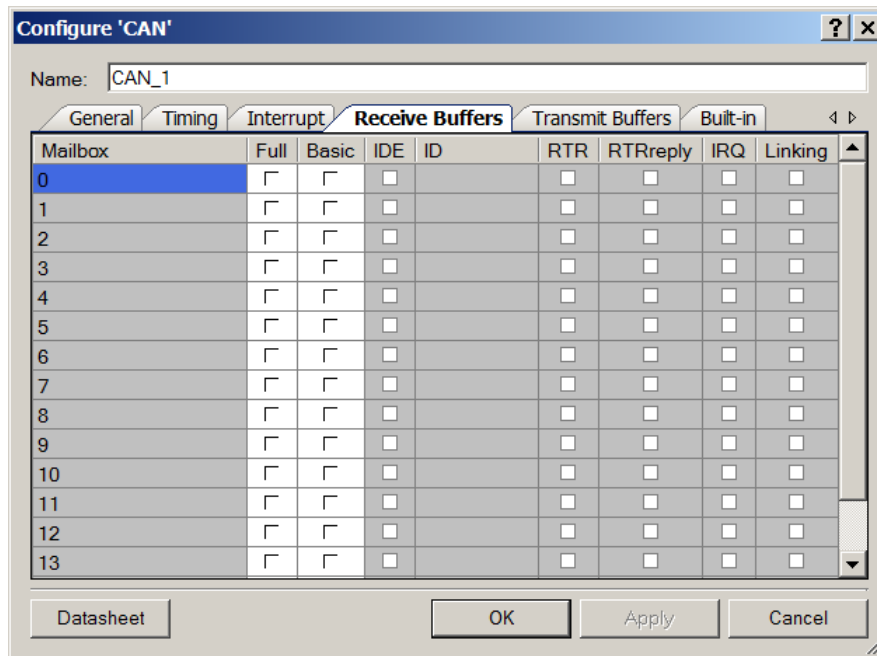 Configure 'CAN'
Name: CAN_1
General Timing Interrupt Receive Buffers Transmit Buffers Built-in
Mailbox Full Basic IDE ID RTR RTRreply IRQ Linking
0
1
2
3
4
5
6
7
8
9
10
11
12
13
Datasheet OK Apply Cancel